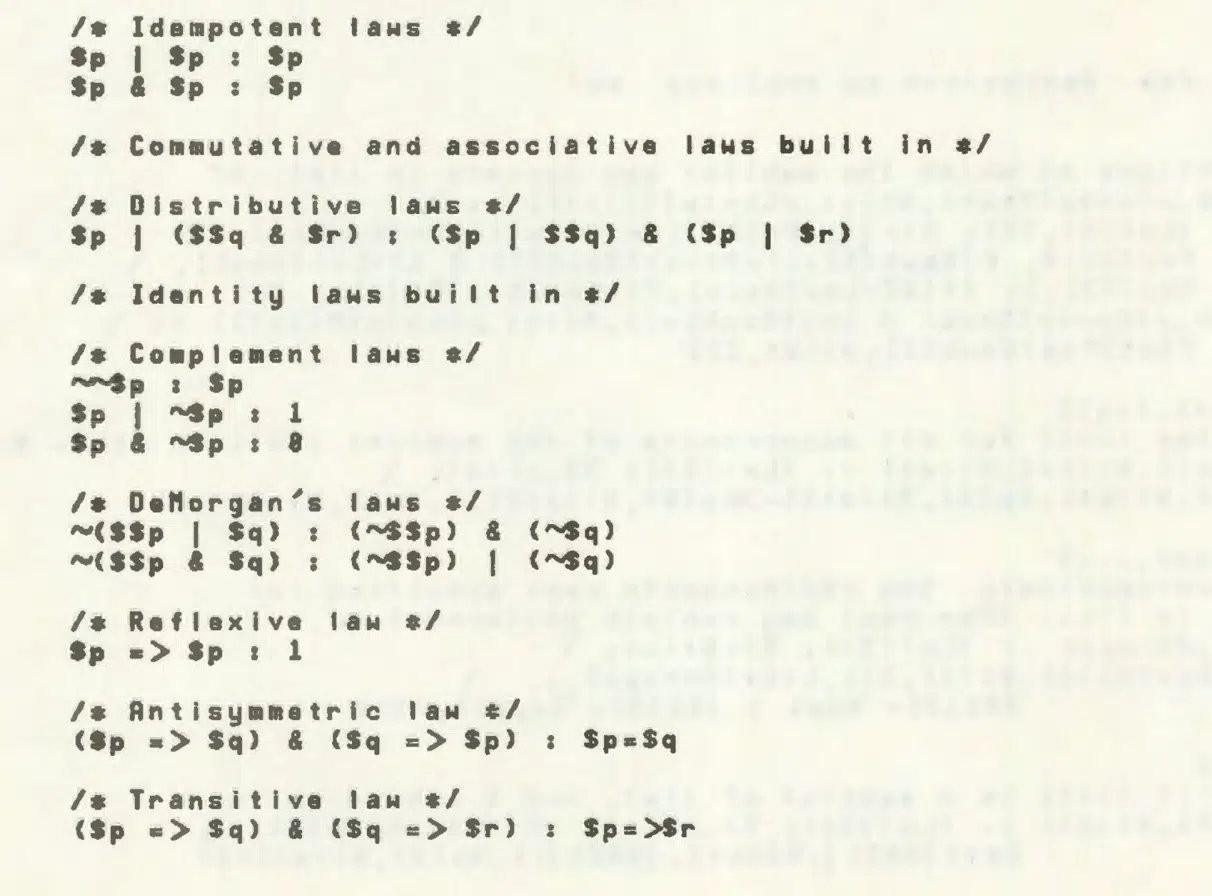 /* Idempotent laws */
$p | $p : $p
$p & $p : $p
/* Commutative and associative laws built in */
/* Distributive laws */
$p | ($$q & $r) : ($p | $$q) & ($p | $r)
/* Identity laws built in */
/* Complement laws */
~~$p : $p
$p | ~$p : 1
$p & ~$p : 0
/* DeMorgan's laws */
~($$p | $q) : (~$$p) & (~$q)
~($$p & $q) : (~$$p) | (~$q)
/* Reflexive law */
$p => $p : 1
/* Antisymmetric law */
($p => $q) & ($q => $p) : $p=$q
/* Transitive law */
($p => $q) & ($q => $r) : $p=>$r